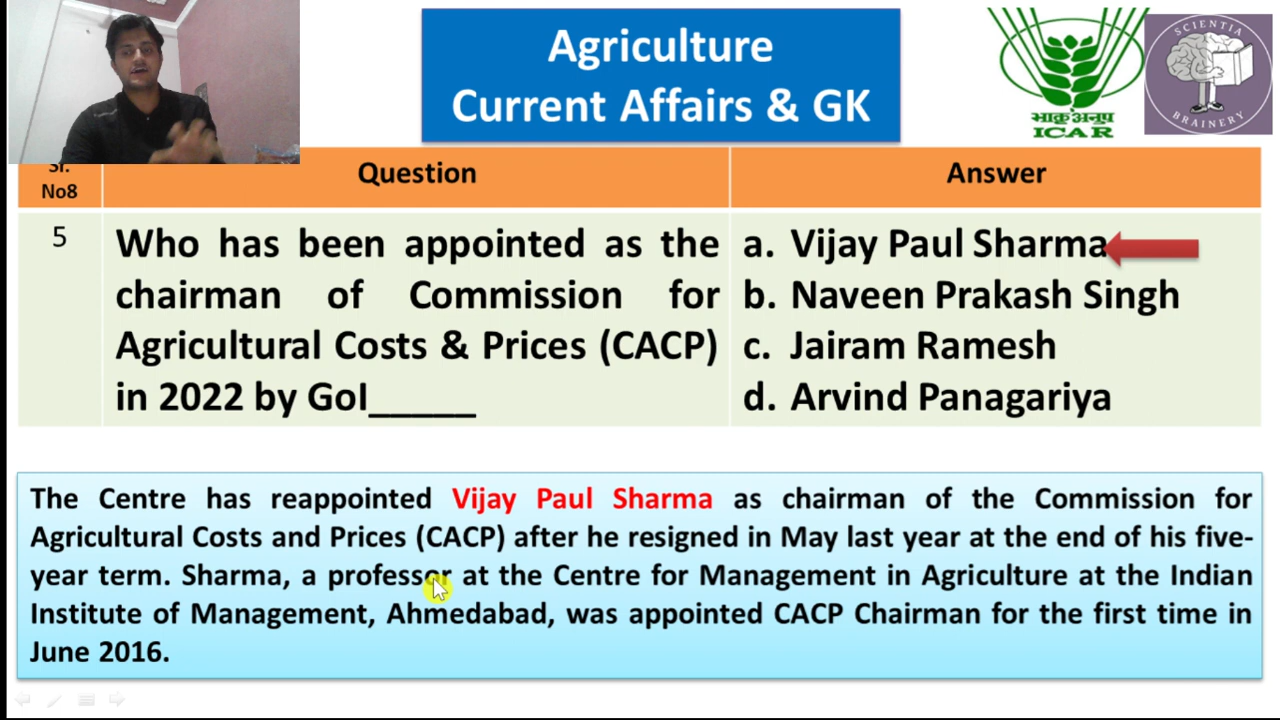 Agriculture
Current Affairs & GK
भाकृअनुप
ICAR
SCIENTIA
BRAINERY
Sr.
No8
Question
Answer
5
Who has been appointed as the
chairman of Commission for
Agricultural Costs & Prices (CACP)
in 2022 by GoI_____
a. Vijay Paul Sharma
b. Naveen Prakash Singh
c. Jairam Ramesh
d. Arvind Panagariya
The Centre has reappointed Vijay Paul Sharma as chairman of the Commission for
Agricultural Costs and Prices (CACP) after he resigned in May last year at the end of his five-
year term. Sharma, a professor at the Centre for Management in Agriculture at the Indian
Institute of Management, Ahmedabad, was appointed CACP Chairman for the first time in
June 2016.